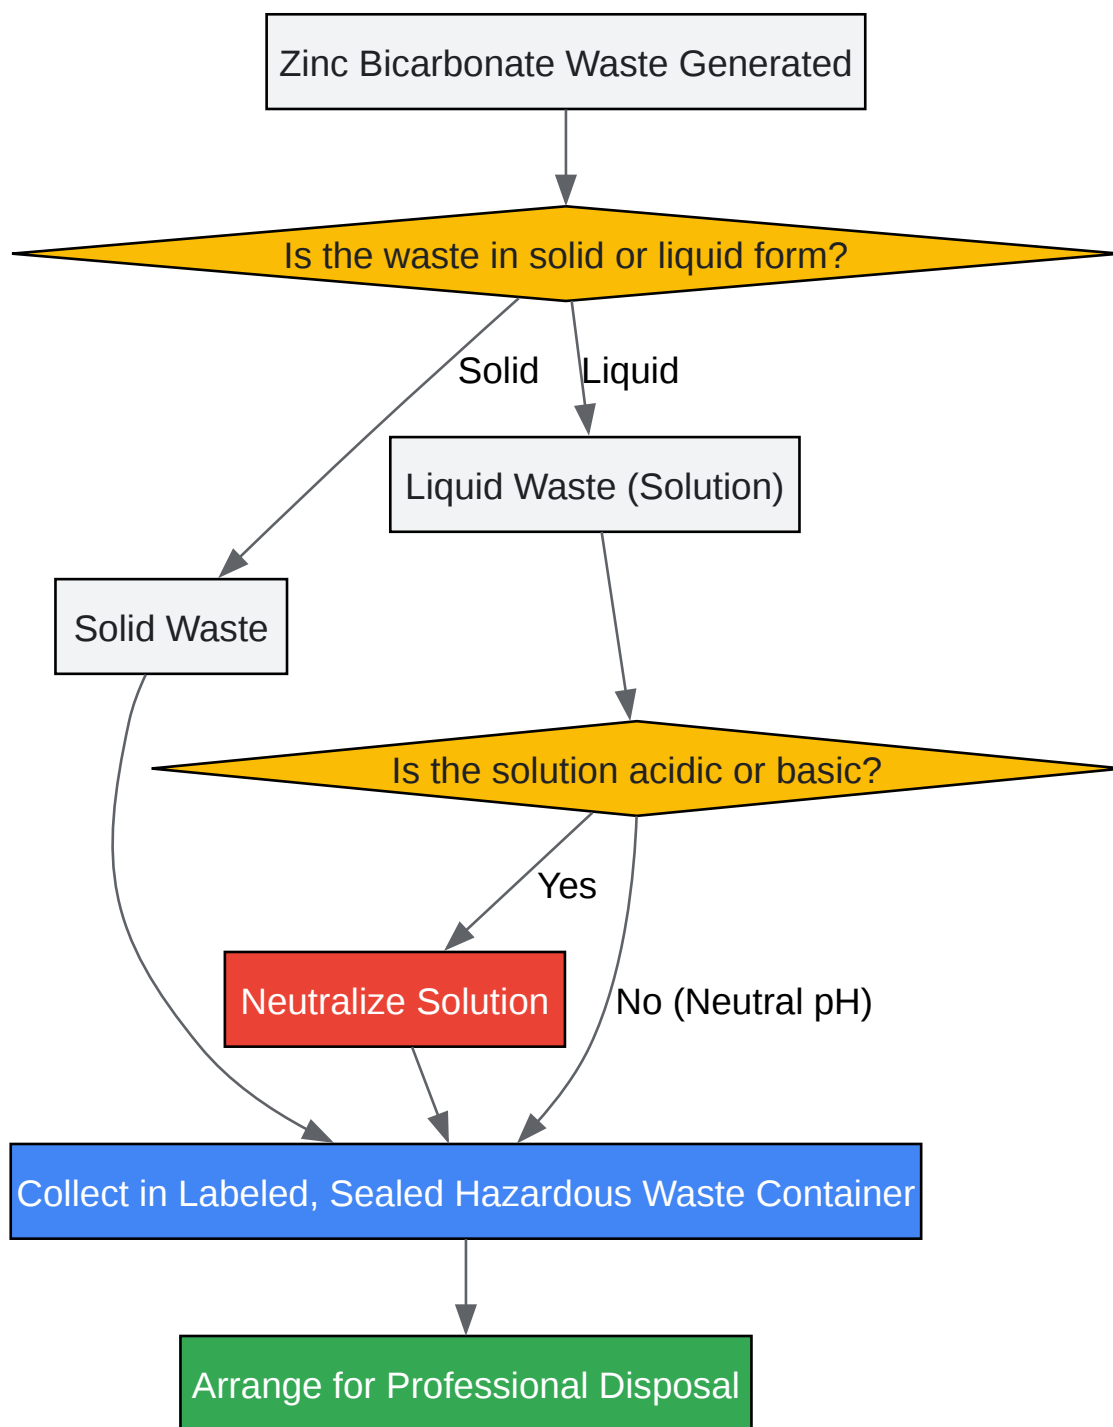 Zinc Bicarbonate Waste Generated
Is the waste in solid or liquid form?
Solid
Liquid
Liquid Waste (Solution)
Solid Waste
Is the solution acidic or basic?
Yes
Neutralize Solution
No (Neutral pH)
Collect in Labeled, Sealed Hazardous Waste Container
Arrange for Professional Disposal